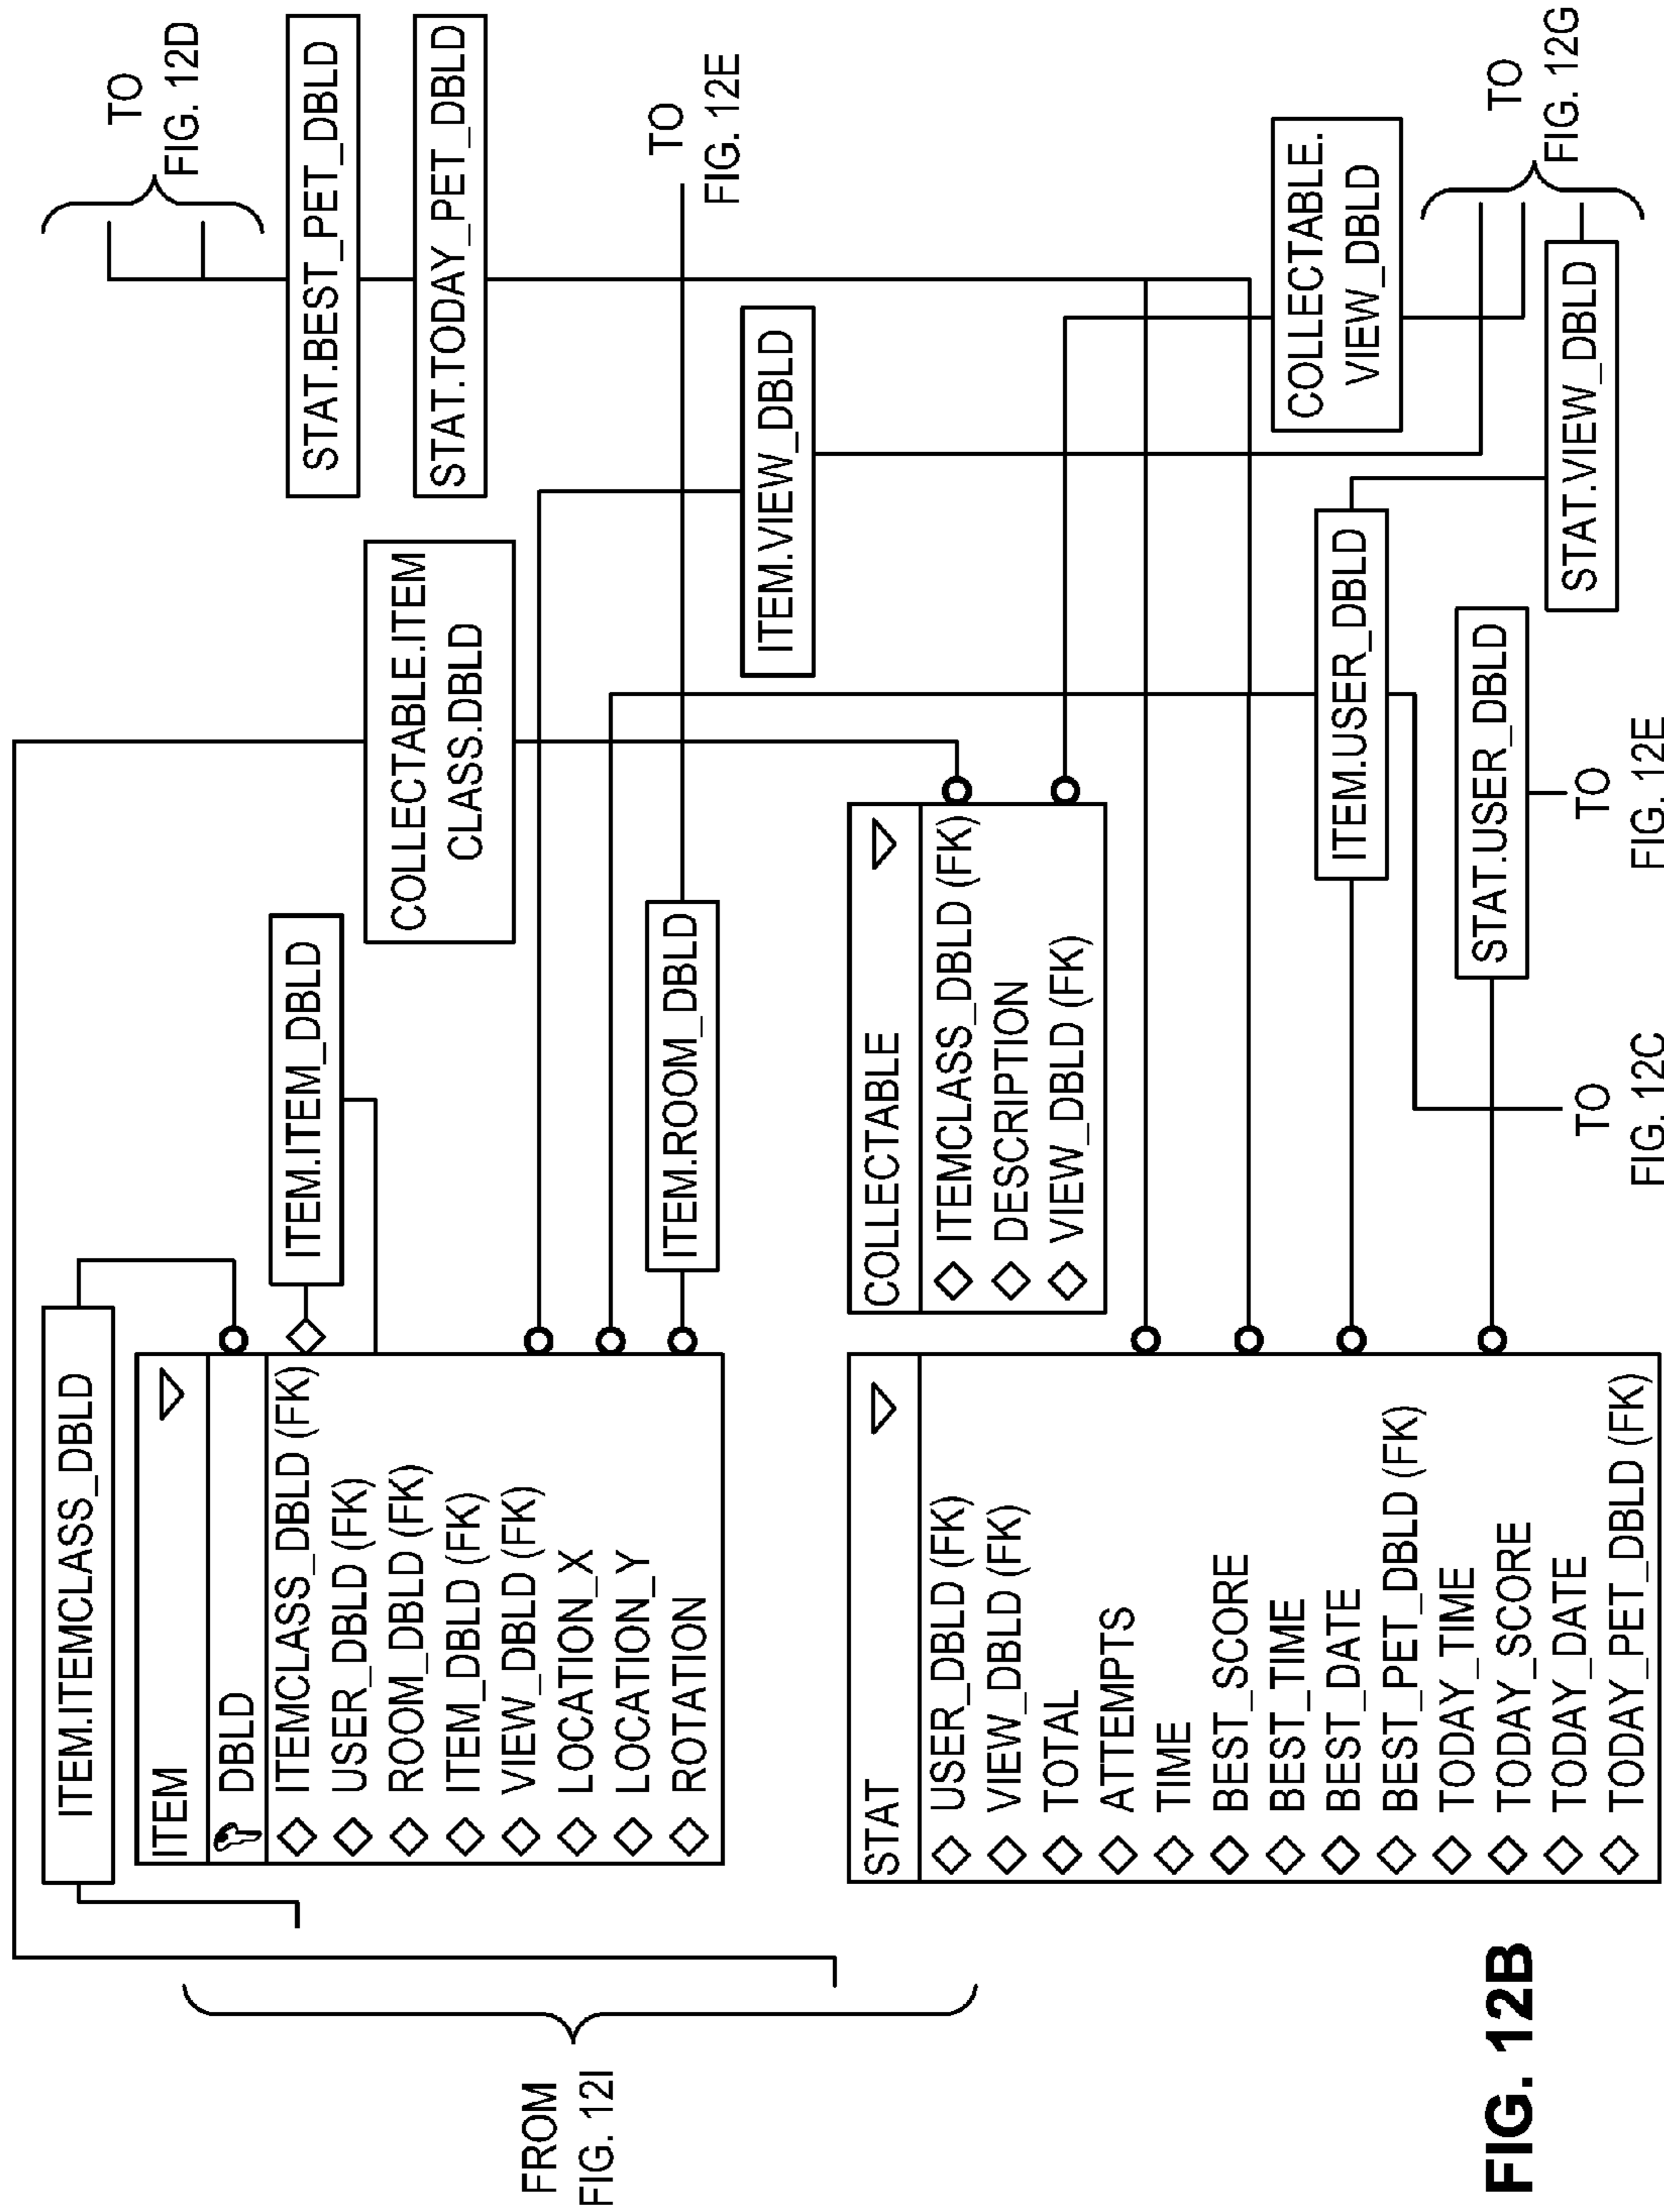 ITEM.ITEMCLASS_DBLD
ITEM
DBLD
ITEMCLASS_DBLD (FK)
USER_DBLD (FK)
ROOM_DBLD (FK)
ITEM_DBLD (FK)
VIEW_DBLD (FK)
LOCATION_X
LOCATION_Y
ROTATION
ITEM.ITEM_DBLD
COLLECTABLE.ITEM
CLASS.DBLD
ITEM.ROOM_DBLD
STAT.BEST_PET_DBLD
STAT.TODAY_PET_DBLD
TO
FIG. 12D
TO
FIG. 12E
ITEM.VIEW_DBLD
FROM
FIG. 12I
COLLECTABLE
ITEMCLASS_DBLD (FK)
DESCRIPTION
VIEW_DBLD (FK)
COLLECTABLE.
VIEW_DBLD
STAT
USER_DBLD (FK)
VIEW_DBLD (FK)
TOTAL
ATTEMPTS
TIME
BEST_SCORE
BEST_TIME
BEST_DATE
BEST_PET_DBLD (FK)
TODAY_TIME
TODAY_SCORE
TODAY_DATE
TODAY_PET_DBLD (FK)
ITEM.USER_DBLD
STAT.USER_DBLD
STAT.VIEW_DBLD
TO
FIG. 12G
TO
FIG. 12C
TO
FIG. 12E
FIG. 12B